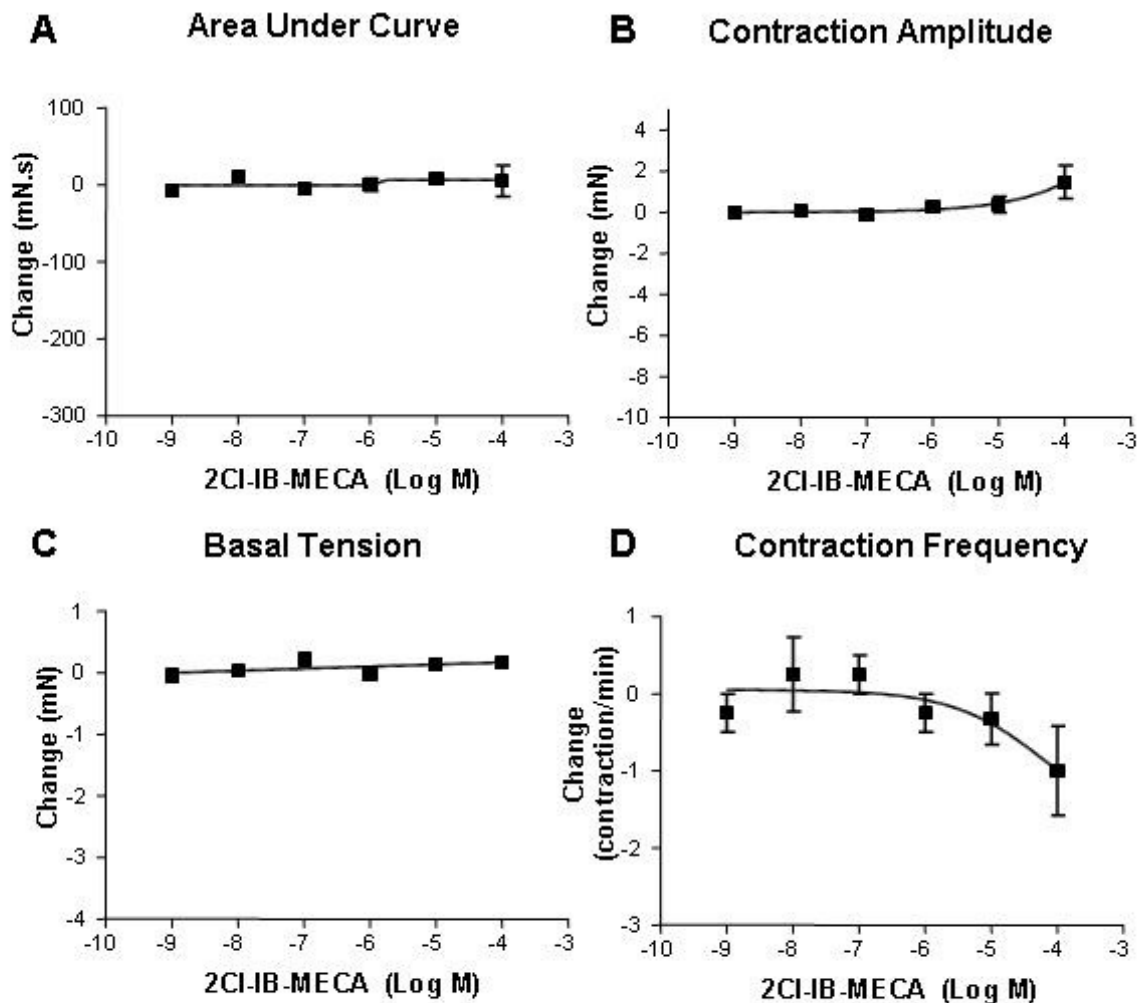 A Area Under Curve
100
0
-100
-200
-300
Change (mN.s)
-10 -9 -8 -7 -6 -5 -4 -3
2Cl-IB-MECA (Log M)
B Contraction Amplitude
4
2
0
-2
-4
-6
-8
-10
Change (mN)
-10 -9 -8 -7 -6 -5 -4 -3
2Cl-IB-MECA (Log M)
C Basal Tension
1
0
-1
-2
-3
-4
Change (mN)
-10 -9 -8 -7 -6 -5 -4 -3
2Cl-IB-MECA (Log M)
D Contraction Frequency
1
0
-1
-2
-3
Change
(contraction/min)
-10 -9 -8 -7 -6 -5 -4 -3
2Cl-IB-MECA (Log M)